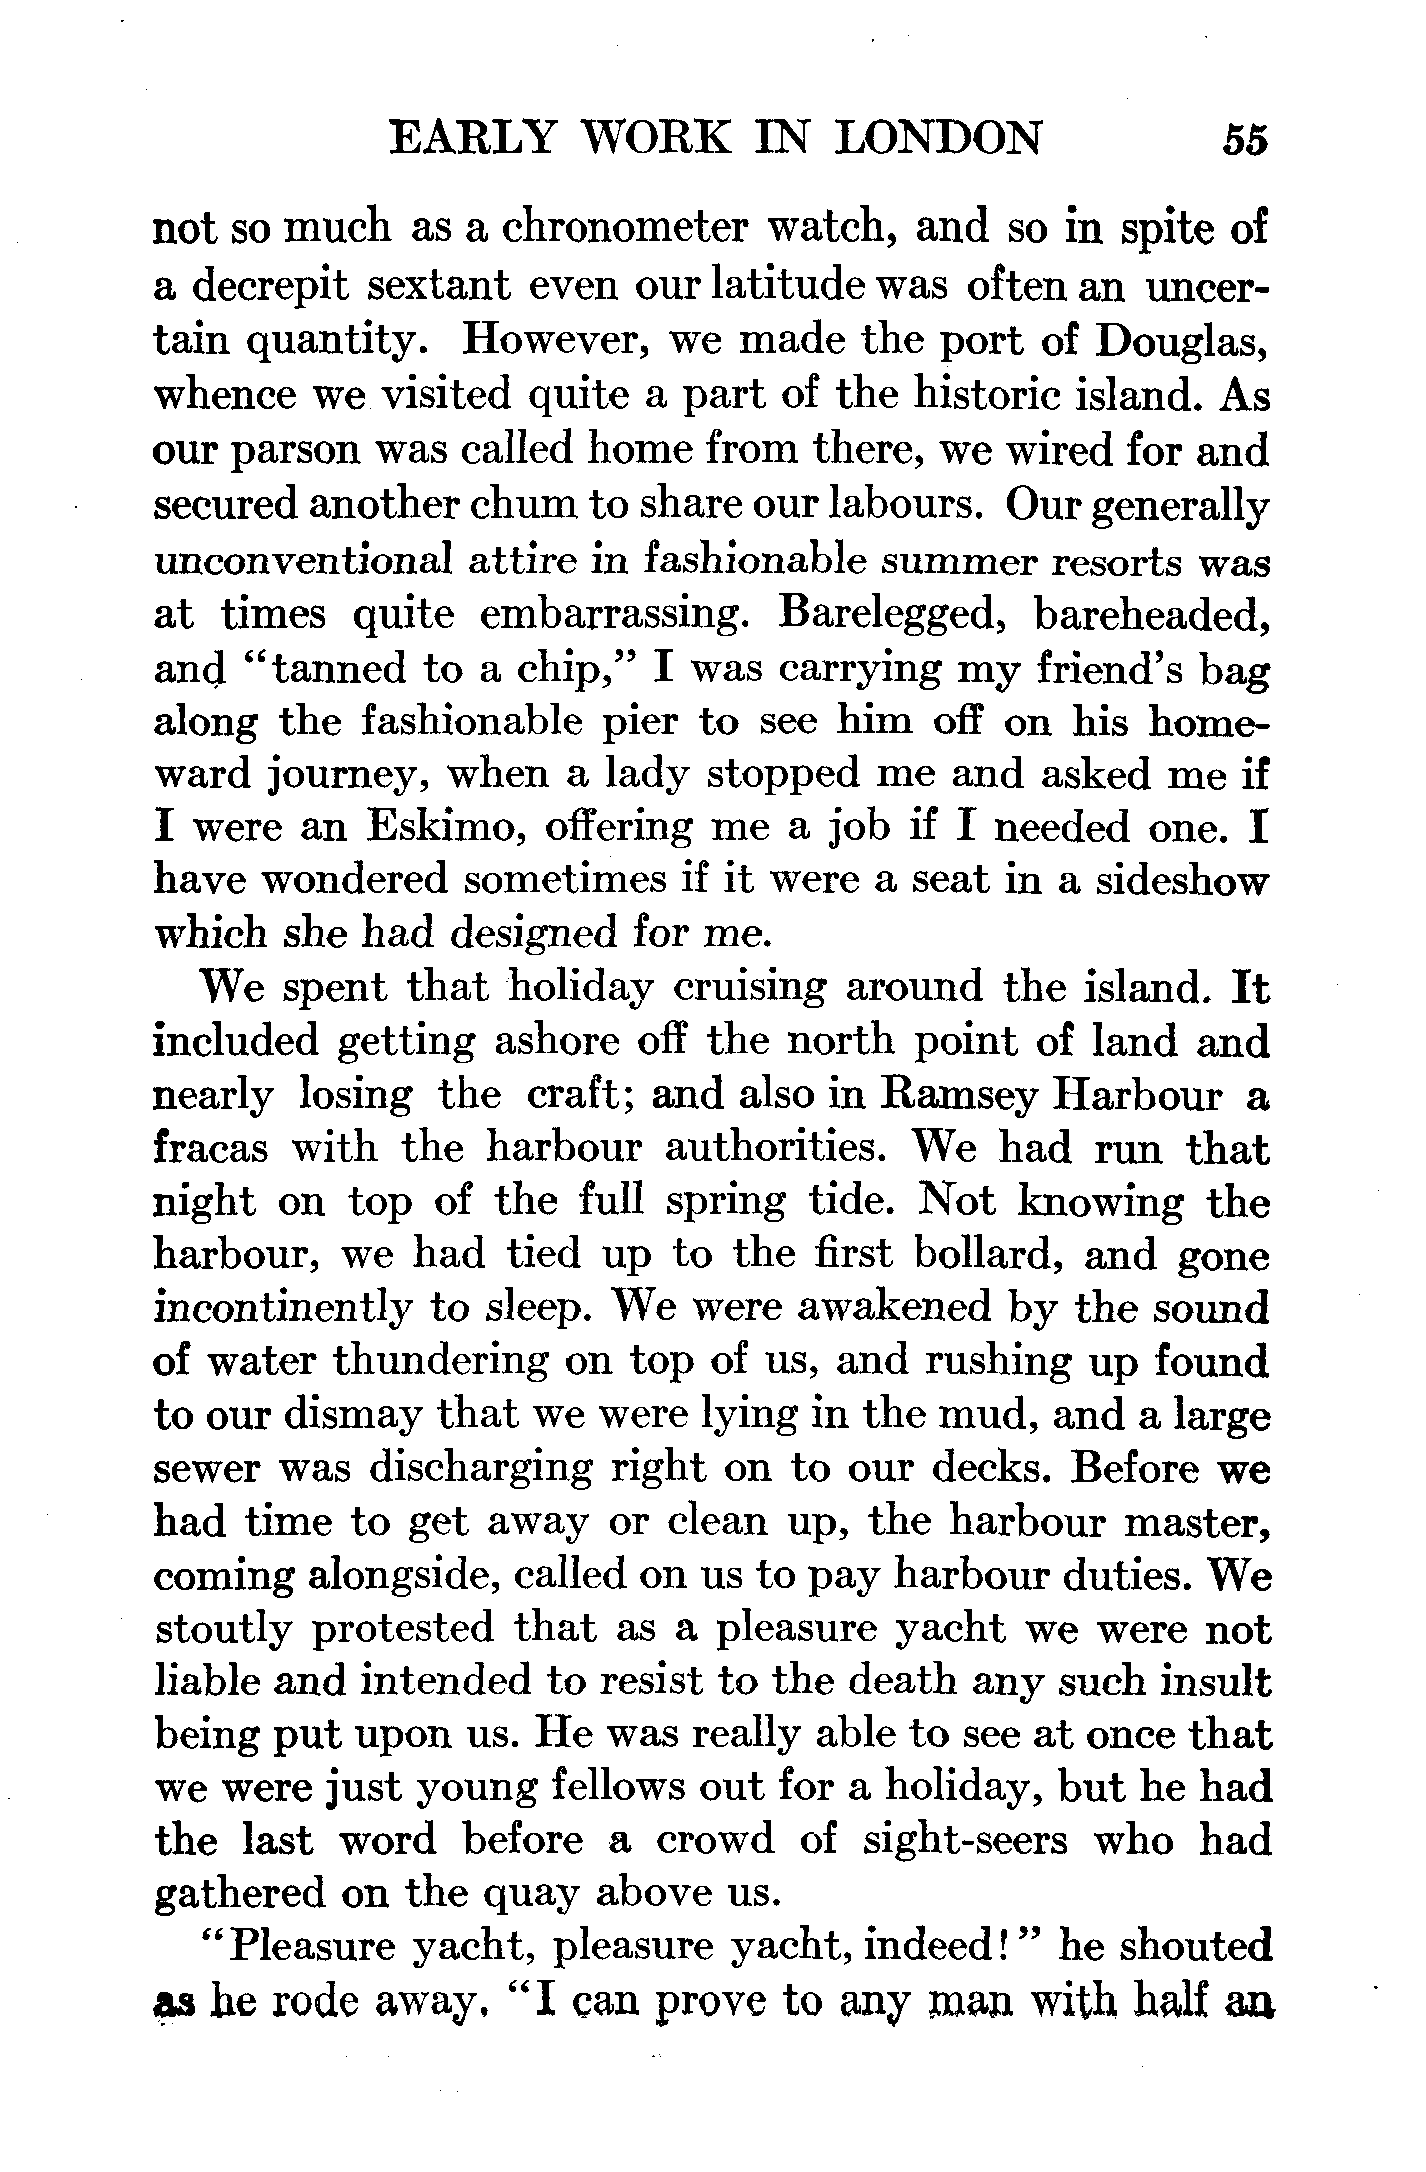 EARLY WORK IN LONDON 55
not so much as a chronometer watch, and so in spite of
a decrepit sextant even our latitude was often an uncer-
tain quantity. However, we made the port of Douglas,
whence we visited quite a part of the historic island. As
our parson was called home from there, we wired for and
secured another chum to share our labours. Our generally
unconventional attire in fashionable summer resorts was
at times quite embarrassing. Barelegged, bareheaded,
and “tanned to a chip,” I was carrying my friend’s bag
along the fashionable pier to see him off on his home-
ward journey, when a lady stopped me and asked me if
I were an Eskimo, offering me a job if I needed one. I
have wondered sometimes if it were a seat in a sideshow
which she had designed for me.
We spent that holiday cruising around the island. It
included getting ashore off the north point of land and
nearly losing the craft; and also in Ramsey Harbour a
fracas with the harbour authorities. We had run that
night on top of the full spring tide. Not knowing the
harbour, we had tied up to the first bollard, and gone
incontinently to sleep. We were awakened by the sound
of water thundering on top of us, and rushing up found
to our dismay that we were lying in the mud, and a large
sewer was discharging right on to our decks. Before we
had time to get away or clean up, the harbour master,
coming alongside, called on us to pay harbour duties. We
stoutly protested that as a pleasure yacht we were not
liable and intended to resist to the death any such insult
being put upon us. He was really able to see at once that
we were just young fellows out for a holiday, but he had
the last word before a crowd of sight-seers who had
gathered on the quay above us.
“Pleasure yacht, pleasure yacht, indeed!” he shouted
as he rode away. “I can prove to any man with half an